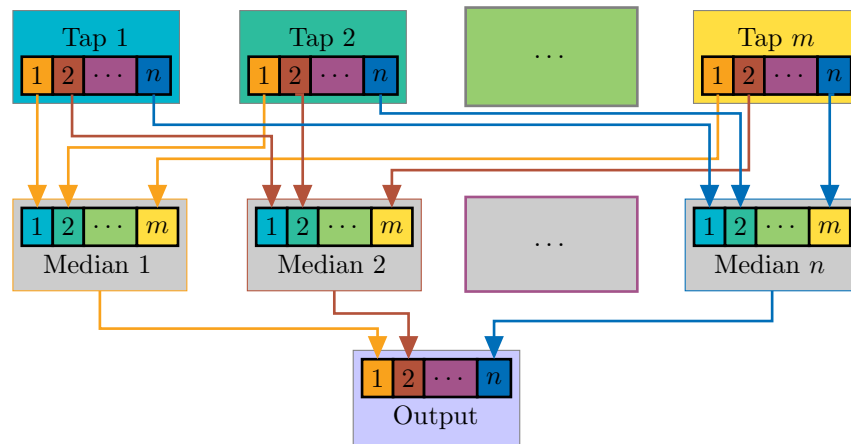 Tap 1 Tap 2 Tap m
1 2 ··· n 1 2 ··· n ··· 1 2 ··· n
1 2 ··· m 1 2 ··· m ··· 1 2 ··· m
Median 1 Median 2 Median n
1 2 ··· n
Output